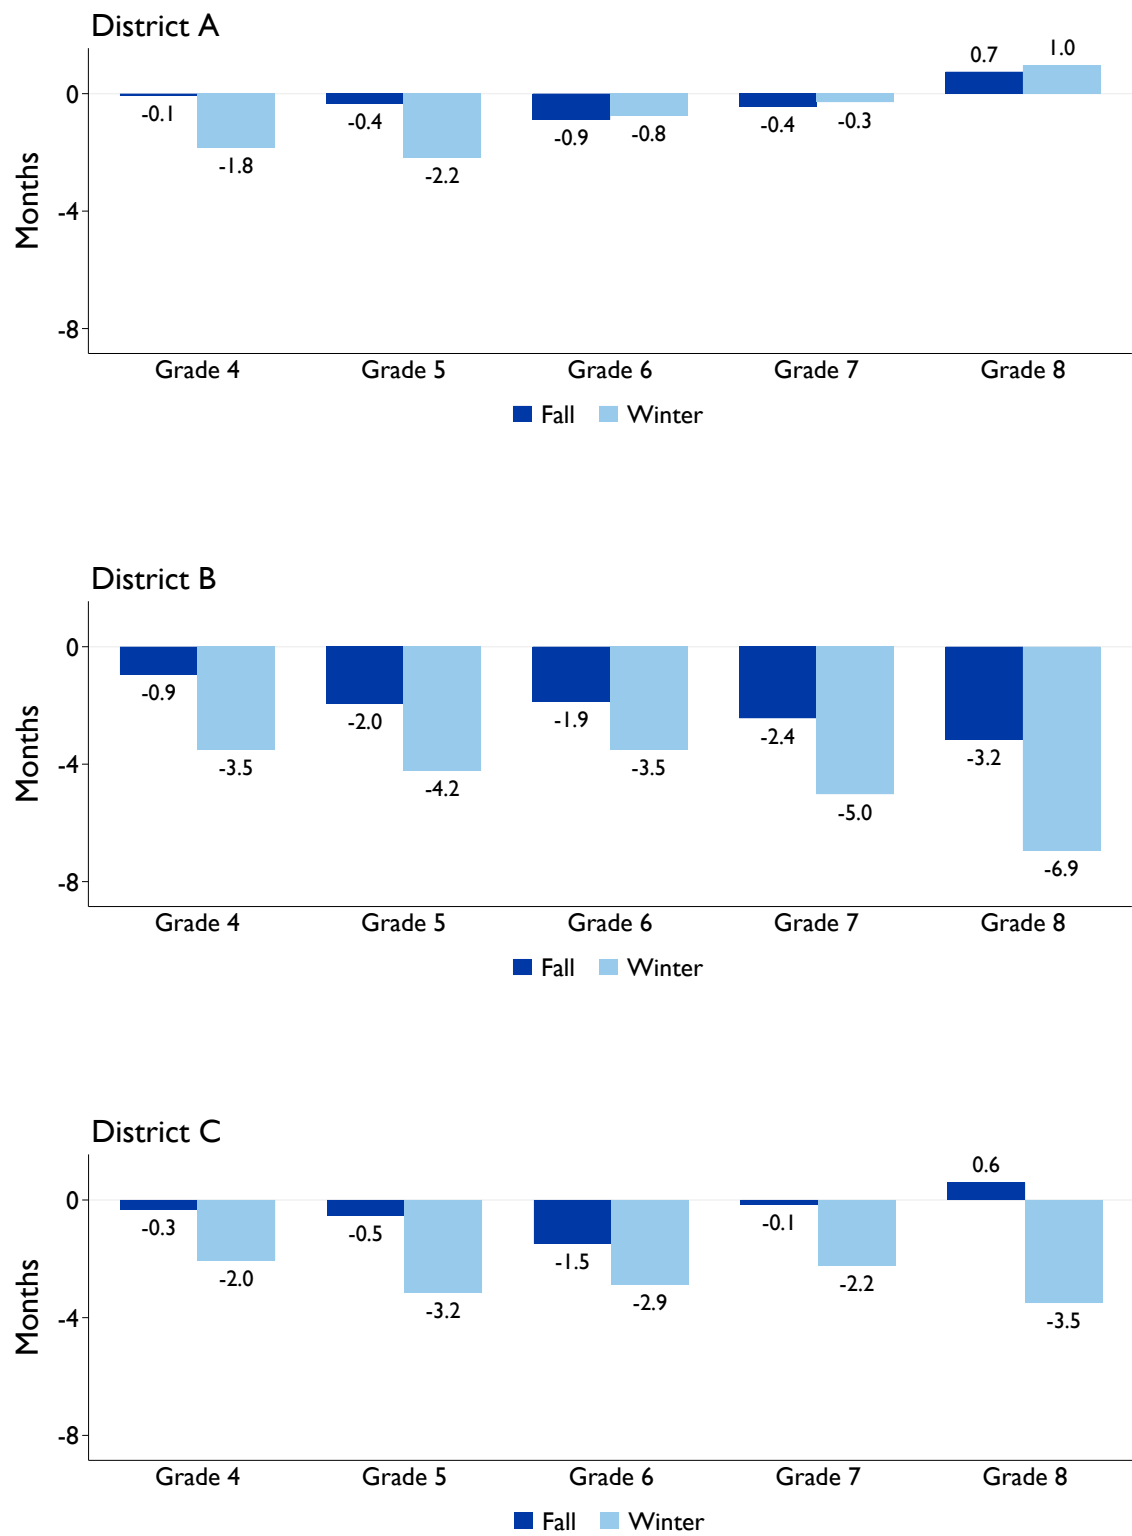 District A
0.7 1.0
0
-0.1 -0.4 -0.9 -0.8 -0.4 -0.3
-1.8 -2.2
Months
-4
-8
Grade 4 Grade 5 Grade 6 Grade 7 Grade 8
Fall Winter
District B
0
-0.9 -2.0 -1.9 -2.4 -3.2
-3.5 -4.2 -3.5 -5.0 -6.9
Months
-4
-8
Grade 4 Grade 5 Grade 6 Grade 7 Grade 8
Fall Winter
District C
0.6
0
-0.3 -0.5 -1.5 -0.1
-2.0 -3.2 -2.9 -2.2 -3.5
Months
-4
-8
Grade 4 Grade 5 Grade 6 Grade 7 Grade 8
Fall Winter